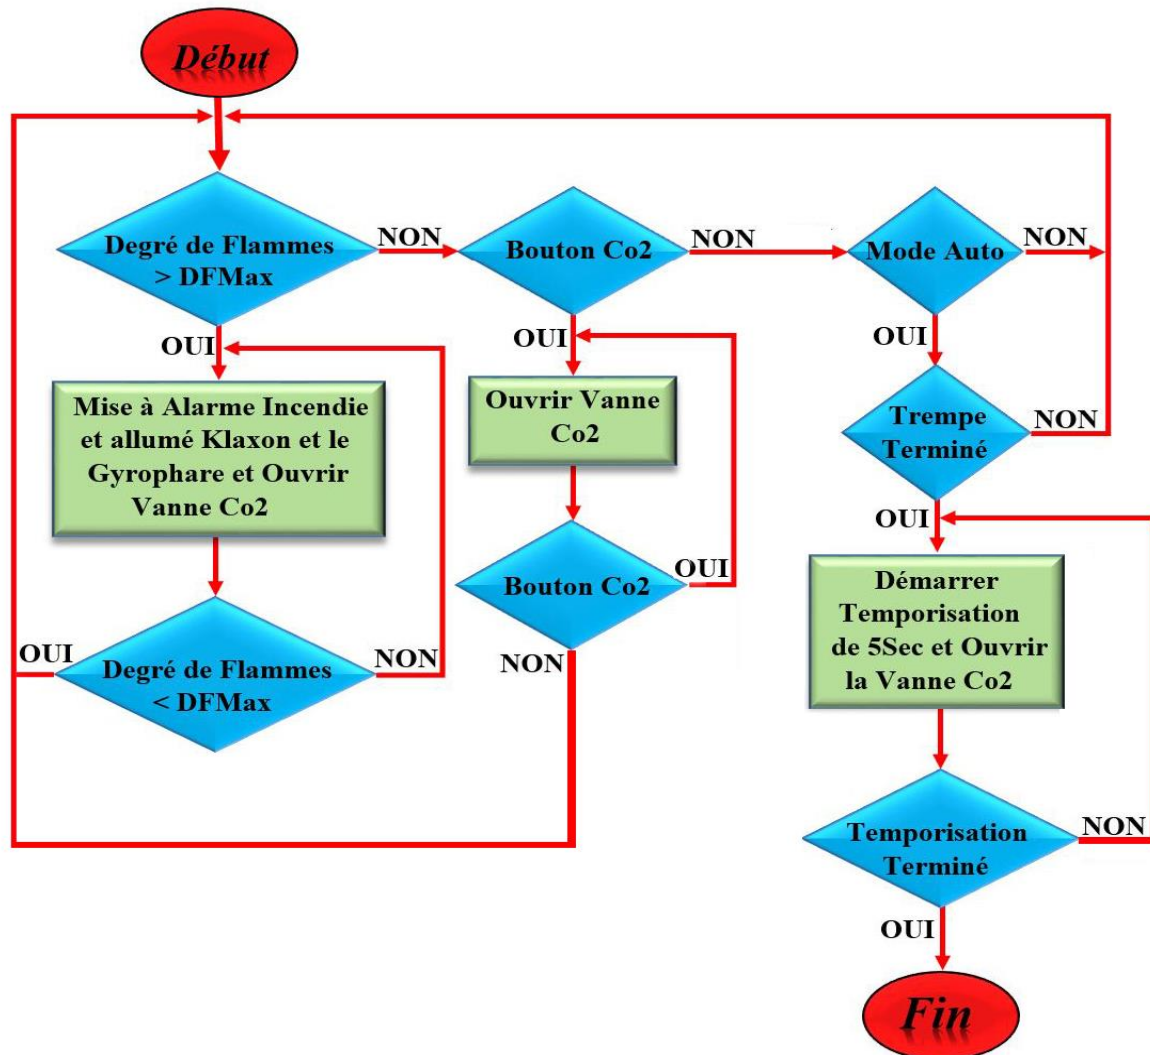 Début
Degré de Flammes
> DFMax
NON
Bouton Co2
NON
Mode Auto
NON
OUI
OUI
OUI
Mise à Alarme Incendie
et allumé Klaxon et le
Gyrophare et Ouvrir
Vanne Co2
Ouvrir Vanne
Co2
Trempe
Terminé
NON
OUI
Bouton Co2
OUI
NON
Démarrer
Temporisation
de 5Sec et Ouvrir
la Vanne Co2
OUI
Degré de Flammes
< DFMax
NON
Temporisation
Terminé
NON
OUI
Fin